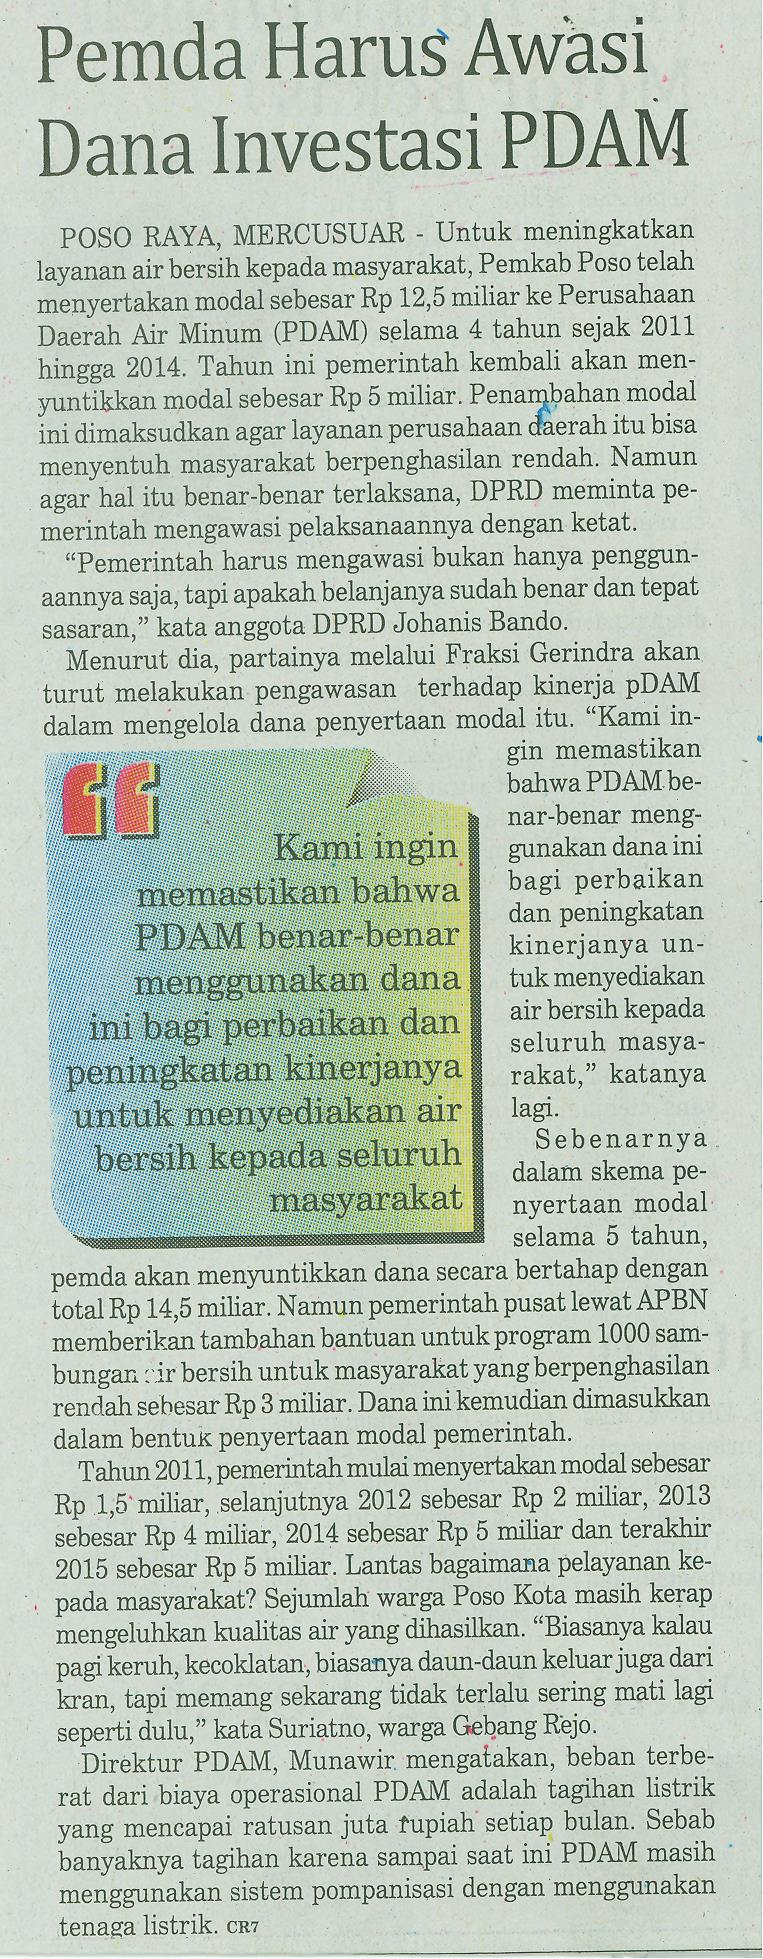 Pemda Harus Awasi
Dana Investasi PDAM
POSO RAYA, MERCUSUAR - Untuk meningkatkan
layanan air bersih kepada masyarakat, Pemkab Poso telah
menyertakan modal sebesar Rp 12,5 miliar ke Perusahaan
Daerah Air Minum (PDAM) selama 4 tahun sejak 2011
hingga 2014. Tahun ini pemerintah kembali akan men-
yuntikkan modal sebesar Rp 5 miliar. Penambahan modal
ini dimaksudkan agar layanan perusahaan daerah itu bisa
menyentuh masyarakat berpenghasilan rendah. Namun
agar hal itu benar-benar terlaksana, DPRD meminta pe-
merintah mengawasi pelaksanaannya dengan ketat.
“Pemerintah harus mengawasi bukan hanya penggun-
aannya saja, tapi apakah belanjanya sudah benar dan tepat
sasaran,” kata anggota DPRD Johanis Bando.
Menurut dia, partainya melalui Fraksi Gerindra akan
turut melakukan pengawasan terhadap kinerja pDAM
dalam mengelola dana penyertaan modal itu. “Kami in-
gin memastikan
bahwa PDAM be-
nar-benar meng-
gunakan dana ini
bagi perbaikan
dan peningkatan
kinerjanya un-
tuk menyediakan
air bersih kepada
seluruh masya-
rakat,” katanya
lagi.
“
Kami ingin
memastikan bahwa
PDAM benar-benar
menggunakan dana
ini bagi perbaikan dan
peningkatan kinerjanya
untuk menyediakan air
bersih kepada seluruh
masyarakat
Sebenarnya
dalam skema pe-
nyertaan modal
selama 5 tahun,
pemda akan menyuntikkan dana secara bertahap dengan
total Rp 14,5 miliar. Namun pemerintah pusat lewat APBN
memberikan tambahan bantuan untuk program 1000 sam-
bungan air bersih untuk masyarakat yang berpenghasilan
rendah sebesar Rp 3 miliar. Dana ini kemudian dimasukkan
dalam bentuk penyertaan modal pemerintah.
Tahun 2011, pemerintah mulai menyertakan modal sebesar
Rp 1,5 miliar, selanjutnya 2012 sebesar Rp 2 miliar, 2013
sebesar Rp 4 miliar, 2014 sebesar Rp 5 miliar dan terakhir
2015 sebesar Rp 5 miliar. Lantas bagaimana pelayanan ke-
pada masyarakat? Sejumlah warga Poso Kota masih kerap
mengeluhkan kualitas air yang dihasilkan. “Biasanya kalau
pagi keruh, kecoklatan, biasanya daun-daun keluar juga dari
kran, tapi memang sekarang tidak terlalu sering mati lagi
seperti dulu,” kata Suriatno, warga Gebang Rejo.
Direktur PDAM, Munawir mengatakan, beban terbe-
rat dari biaya operasional PDAM adalah tagihan listrik
yang mencapai ratusan juta rupiah setiap bulan. Sebab
banyaknya tagihan karena sampai saat ini PDAM masih
menggunakan sistem pompanisasi dengan menggunakan
tenaga listrik. CR7